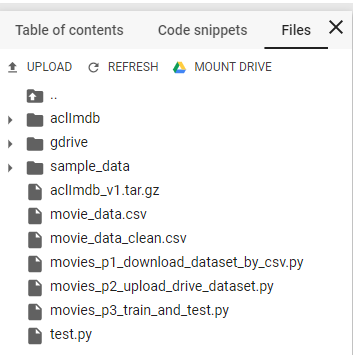 Table of contents Code snippets Files
UPLOAD REFRESH MOUNT DRIVE
..
aclImdb
gdrive
sample_data
aclImdb_v1.tar.gz
movie_data.csv
movie_data_clean.csv
movies_p1_download_dataset_by_csv.py
movies_p2_upload_drive_dataset.py
movies_p3_train_and_test.py
test.py